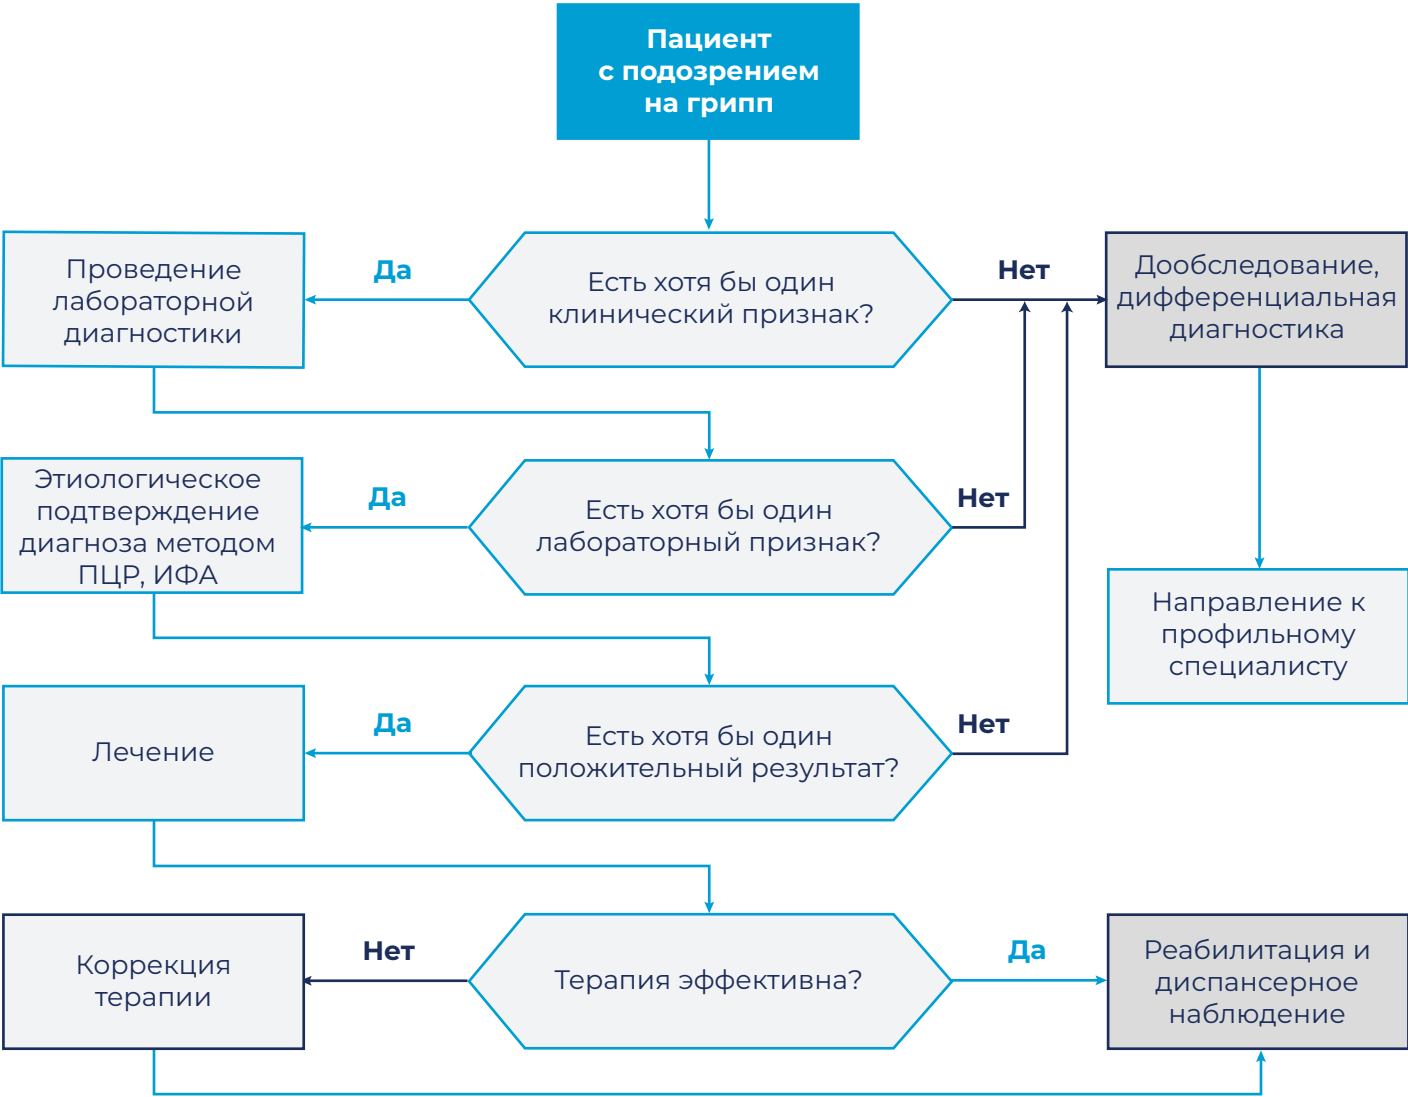 Пациент
с подозрением
на грипп
Проведение
лабораторной
диагностики
Да
Есть хотя бы один
клинический признак?
Нет
Дообследование,
дифференциальная
диагностика
Этиологическое
подтверждение
диагноза методом
ПЦР, ИФА
Да
Есть хотя бы один
лабораторный признак?
Нет
Направление к
профильному
специалисту
Лечение
Да
Есть хотя бы один
положительный результат?
Нет
Коррекция
терапии
Нет
Терапия эффективна?
Да
Реабилитация и
диспансерное
наблюдение